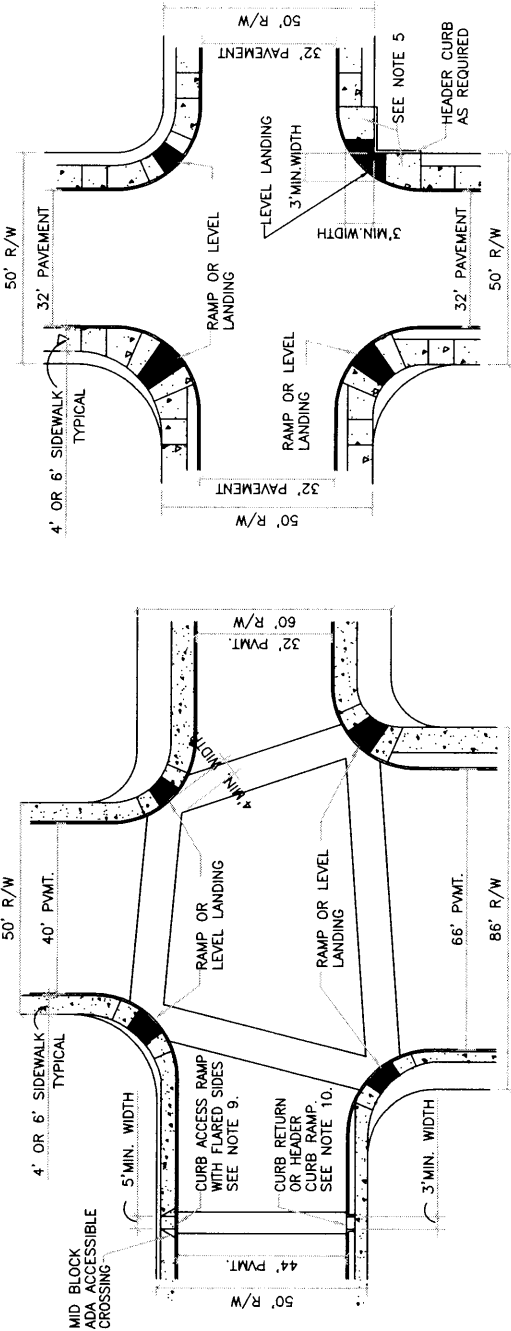 50' R/W
32' PAVEMENT
50' R/W
32' PAVEMENT
4' OR 6' SIDEWALK
TYPICAL
RAMP OR LEVEL
LANDING
LEVEL LANDING
3'MIN.WIDTH
3'MIN.WIDTH
SEE NOTE 5
HEADER CURB
AS REQUIRED
RAMP OR LEVEL
LANDING
32' PAVEMENT
50' R/W
32' PAVEMENT
50' R/W
50' R/W
40' PVMT.
60' R/W
32' PVMT.
4' OR 6' SIDEWALK
TYPICAL
4'MIN. WIDTH
RAMP OR
LEVEL LANDING
RAMP OR LEVEL
LANDING
5'MIN. WIDTH
MID BLOCK
ADA ACCESSIBLE
CROSSING
CURB ACCESS RAMP
WITH FLARED SIDES
SEE NOTE 9.
CURB RETURN
OR HEADER
CURB RAMP.
SEE NOTE 10.
3'MIN. WIDTH
44' PVMT.
50' R/W
66' PVMT.
86' R/W